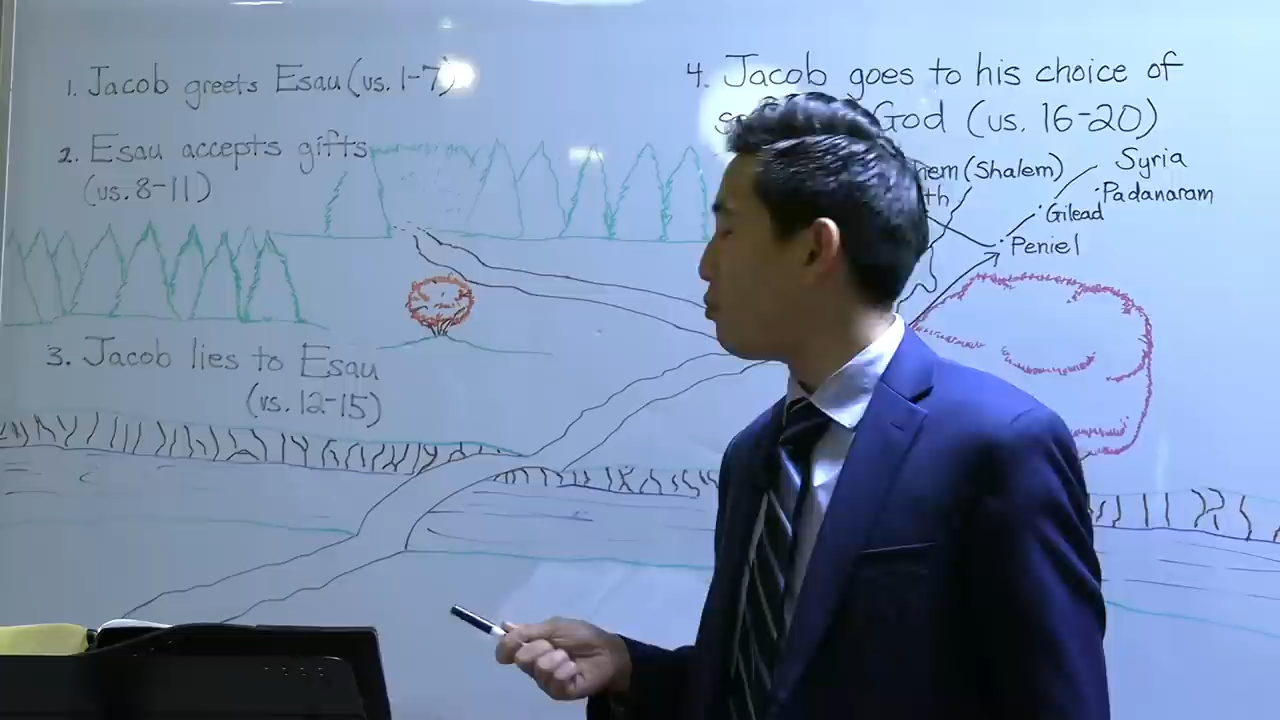 1. Jacob greets Esau (vs. 1-7)
2. Esau accepts gifts
(vs. 8-11)
3. Jacob lies to Esau
(vs. 12-15)
4. Jacob goes to his choice of
God (vs. 16-20)
(Shalem)
Syria
Padanaram
Gilead
Peniel